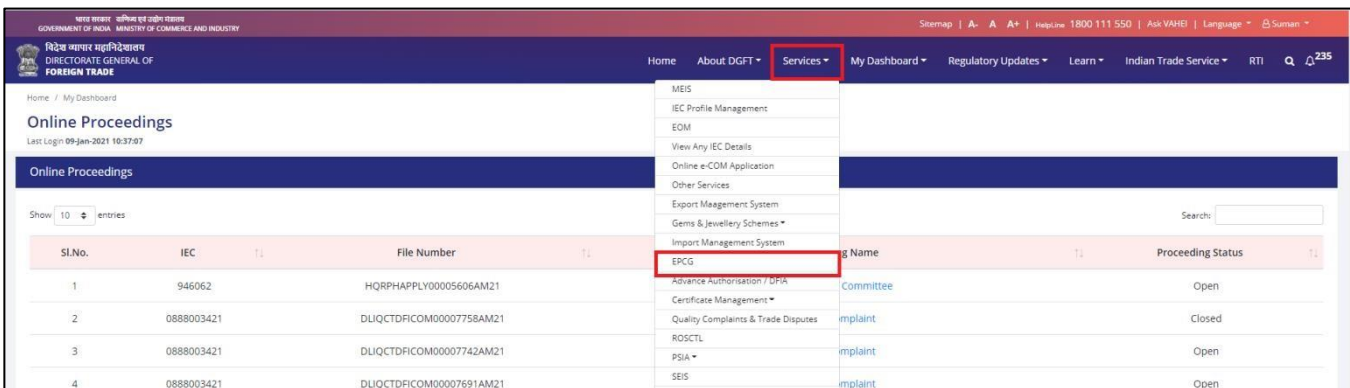 भारत सरकार वाणिज्य एवं उद्योग मंत्रालय
GOVERNMENT OF INDIA MINISTRY OF COMMERCE AND INDUSTRY
Sitemap | A- A A+ | HelpLine 1800 111 550 | Ask VAHEI | Language Suman
विदेश व्यापार महानिदेशालय
DIRECTORATE GENERAL OF
FOREIGN TRADE
Home About DGFT Services My Dashboard Regulatory Updates Learn Indian Trade Service RTI 235
Home / My Dashboard
Online Proceedings
Last Login 09-Jan-2021 10:37:07
MEIS
IEC Profile Management
EOM
View Any IEC Details
Online e-COM Application
Other Services
Export Maagement System
Gems & Jewellery Schemes
Import Management System
EPCG
Advance Authorisation / DFIA
Certificate Management
Quality Complaints & Trade Disputes
ROSCTL
PSIA
SEIS
Online Proceedings
Show 10 entries Search:
Sl.No. IEC File Number g Name Proceeding Status
1 946062 HQRPHAPPLY00005606AM21 Committee Open
2 0888003421 DLIQCTDFICOM00007758AM21 mplaint Closed
3 0888003421 DLIQCTDFICOM00007742AM21 mplaint Open
4 0888003421 DLIQCTDFICOM00007691AM21 mplaint Open